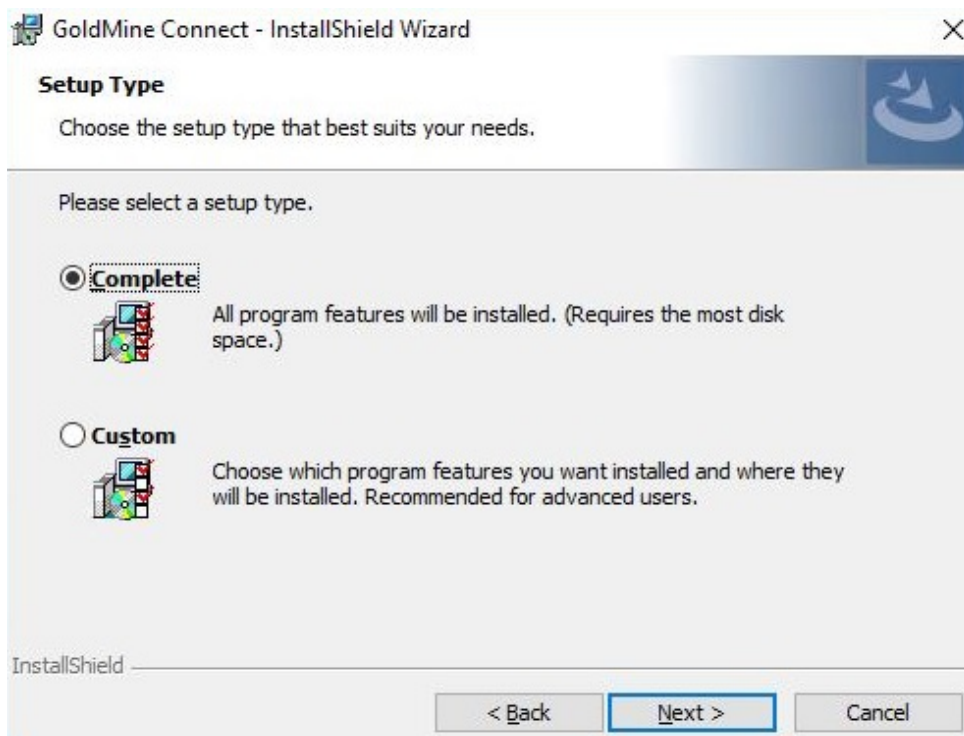 GoldMine Connect - InstallShield Wizard
Setup Type
Choose the setup type that best suits your needs.
Please select a setup type.
Complete
All program features will be installed. (Requires the most disk
space.)
Custom
Choose which program features you want installed and where they
will be installed. Recommended for advanced users.
InstallShield
< Back
Next >
Cancel